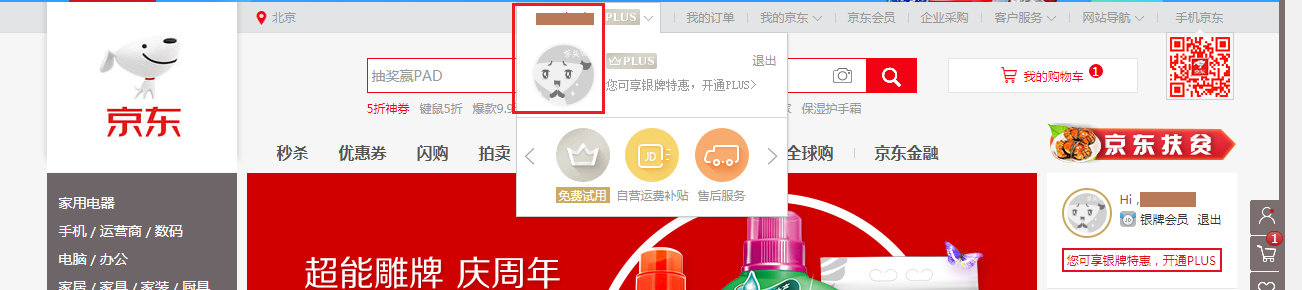 北京
PLUS
我的订单
我的京东
京东会员
企业采购
客户服务
网站导航
手机京东
京东
抽奖赢PAD
PLUS
退出
您可享银牌特惠，开通PLUS>
我的购物车
1
5折神券
键鼠5折
爆款9.9
保湿护手霜
秒杀
优惠券
闪购
拍卖
全球购
京东金融
京东扶贫
免费试用
JD
自营运费补贴
售后服务
家用电器
手机 / 运营商 / 数码
电脑 / 办公
家居 / 家具 / 家装 / 厨具
超能雕牌 庆周年
Hi ,
JD
银牌会员
退出
您可享银牌特惠，开通PLUS
1